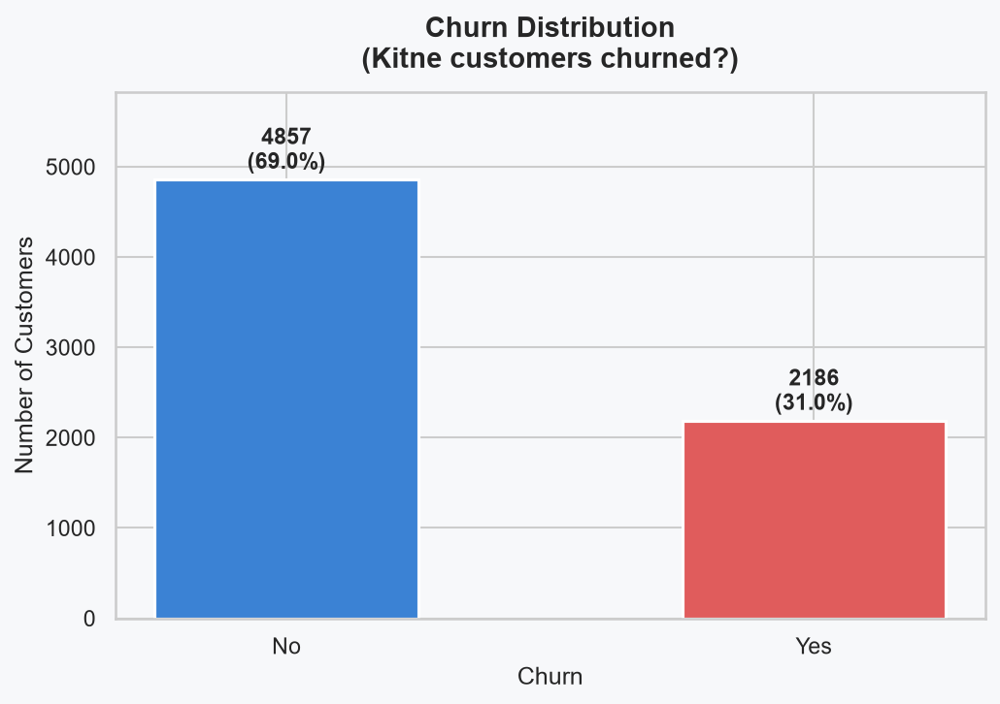 Churn Distribution
(Kitne customers churned?)
4857
(69.0%)
2186
(31.0%)
5000
4000
3000
2000
1000
0
Number of Customers
No
Yes
Churn